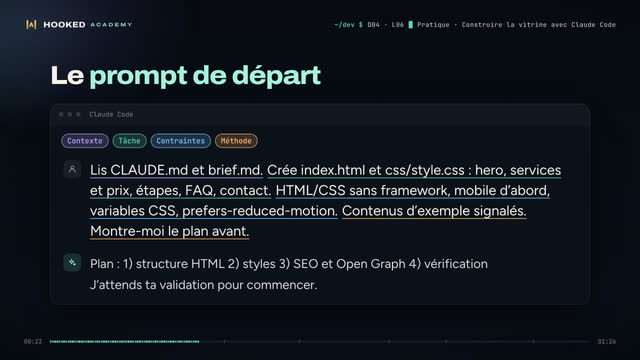 HOOKED ACADEMY
~/dev $ D04 · L06 Pratique · Construire la vitrine avec Claude Code
Le prompt de départ
Claude Code
Contexte Tâche Contraintes Méthode
Lis CLAUDE.md et brief.md. Crée index.html et css/style.css : hero, services
et prix, étapes, FAQ, contact. HTML/CSS sans framework, mobile d’abord,
variables CSS, prefers-reduced-motion. Contenus d’exemple signalés.
Montre-moi le plan avant.
Plan : 1) structure HTML 2) styles 3) SEO et Open Graph 4) vérification
J’attends ta validation pour commencer.
00:23 01:26